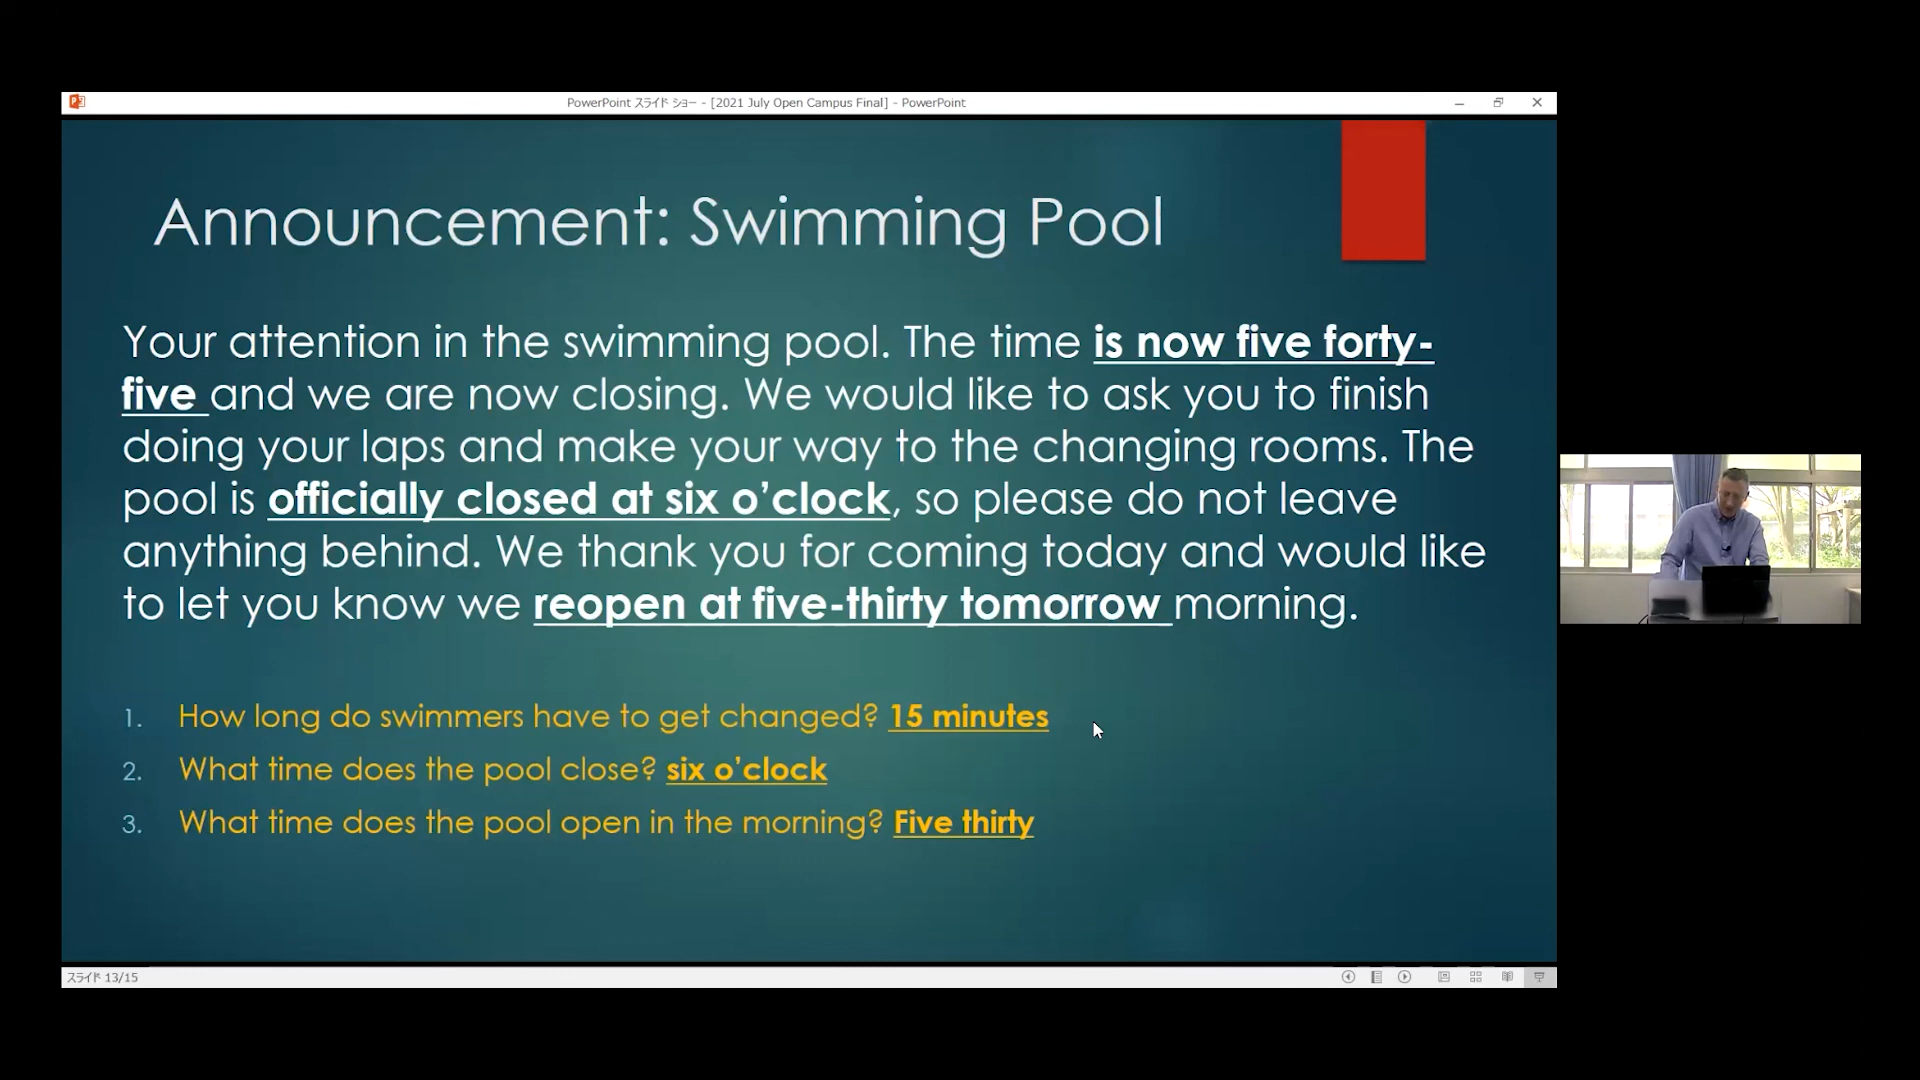 PowerPoint スライド ショー - [2021 July Open Campus Final] - PowerPoint
Announcement: Swimming Pool
Your attention in the swimming pool. The time is now five forty-
five and we are now closing. We would like to ask you to finish
doing your laps and make your way to the changing rooms. The
pool is officially closed at six o’clock, so please do not leave
anything behind. We thank you for coming today and would like
to let you know we reopen at five-thirty tomorrow morning.
1. How long do swimmers have to get changed? 15 minutes
2. What time does the pool close? six o’clock
3. What time does the pool open in the morning? Five thirty
スライド 13/15